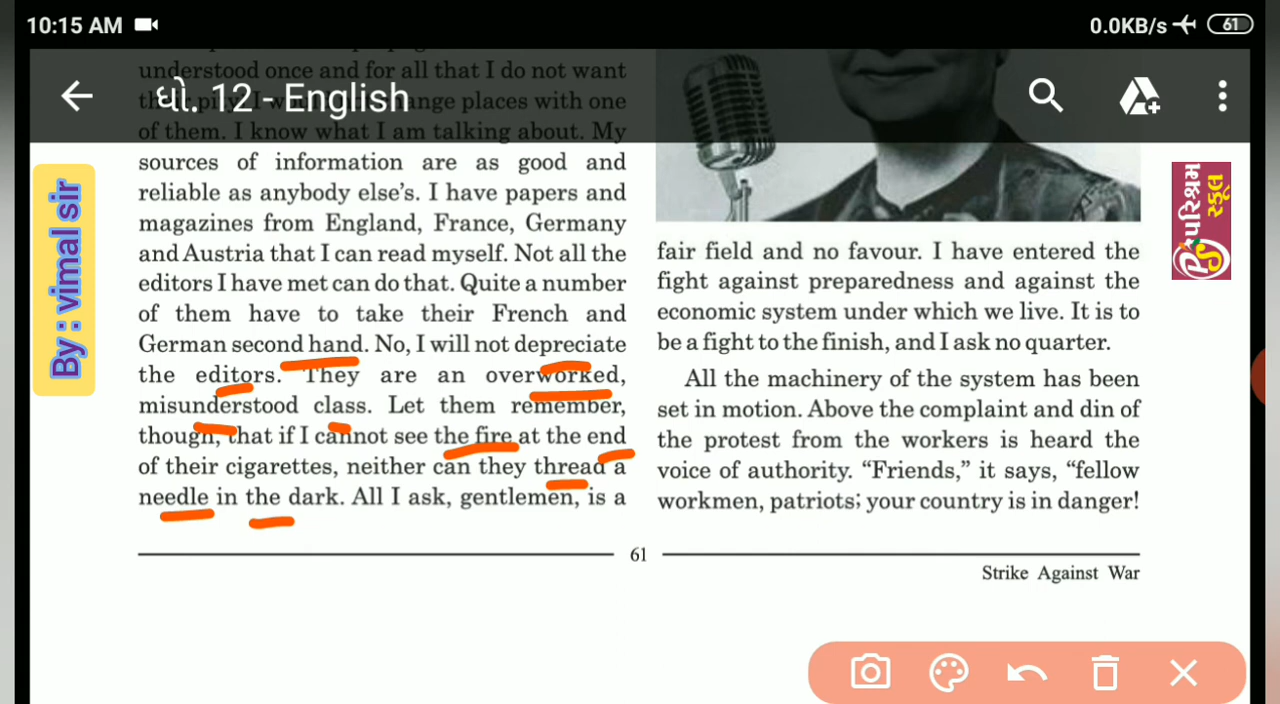 10:15 AM
0.0KB/s
61
ધો. 12 - English
understood once and for all that I do not want
ange places with one
of them. I know what I am talking about. My
sources of information are as good and
reliable as anybody else's. I have papers and
magazines from England, France, Germany
and Austria that I can read myself. Not all the
editors I have met can do that. Quite a number
of them have to take their French and
German second hand. No, I will not depreciate
the editors. They are an overworked,
misunderstood class. Let them remember,
though, that if I cannot see the fire at the end
of their cigarettes, neither can they thread a
needle in the dark. All I ask, gentlemen, is a
fair field and no favour. I have entered the
fight against preparedness and against the
economic system under which we live. It is to
be a fight to the finish, and I ask no quarter.
All the machinery of the system has been
set in motion. Above the complaint and din of
the protest from the workers is heard the
voice of authority. “Friends,” it says, “fellow
workmen, patriots; your country is in danger!
61
Strike Against War
By : vimal sir
પરિશ્રમ
સ્કૂલ